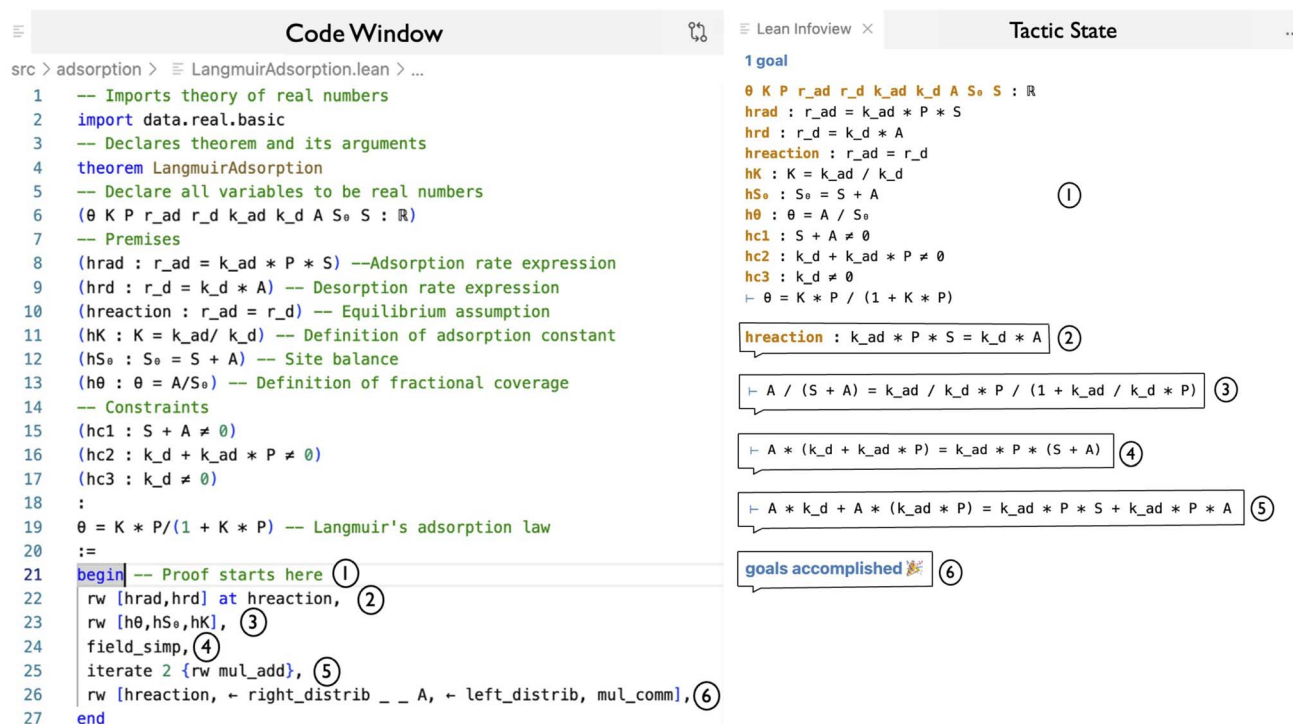 Code Window
src > adsorption > LangmuirAdsorption.lean > ...
1 -- Imports theory of real numbers
2 import data.real.basic
3 -- Declares theorem and its arguments
4 theorem LangmuirAdsorption
5 -- Declare all variables to be real numbers
6 (θ K P r_ad r_d k_ad k_d A S₀ S : ℝ)
7 -- Premises
8 (hrad : r_ad = k_ad * P * S) --Adsorption rate expression
9 (hrd : r_d = k_d * A) -- Desorption rate expression
10 (hreaction : r_ad = r_d) -- Equilibrium assumption
11 (hK : K = k_ad/ k_d) -- Definition of adsorption constant
12 (hS₀ : S₀ = S + A) -- Site balance
13 (hθ : θ = A/S₀) -- Definition of fractional coverage
14 -- Constraints
15 (hc1 : S + A ≠ 0)
16 (hc2 : k_d + k_ad * P ≠ 0)
17 (hc3 : k_d ≠ 0)
18 :
19 θ = K * P/(1 + K * P) -- Langmuir's adsorption law
20 :=
21 begin -- Proof starts here ①
22 rw [hrad,hrd] at hreaction, ②
23 rw [hθ,hS₀,hK], ③
24 field_simp, ④
25 iterate 2 {rw mul_add}, ⑤
26 rw [hreaction, ← right_distrib _ _ A, ← left_distrib, mul_comm], ⑥
27 end
Lean Infoview ×
Tactic State
..
1 goal
θ K P r_ad r_d k_ad k_d A S₀ S : ℝ
hrad : r_ad = k_ad * P * S
hrd : r_d = k_d * A
hreaction : r_ad = r_d
hK : K = k_ad / k_d
hS₀ : S₀ = S + A ①
hθ : θ = A / S₀
hc1 : S + A ≠ 0
hc2 : k_d + k_ad * P ≠ 0
hc3 : k_d ≠ 0
⊢ θ = K * P / (1 + K * P)
hreaction : k_ad * P * S = k_d * A ②
⊢ A / (S + A) = k_ad / k_d * P / (1 + k_ad / k_d * P) ③
⊢ A * (k_d + k_ad * P) = k_ad * P * (S + A) ④
⊢ A * k_d + A * (k_ad * P) = k_ad * P * S + k_ad * P * A ⑤
goals accomplished 🎉 ⑥